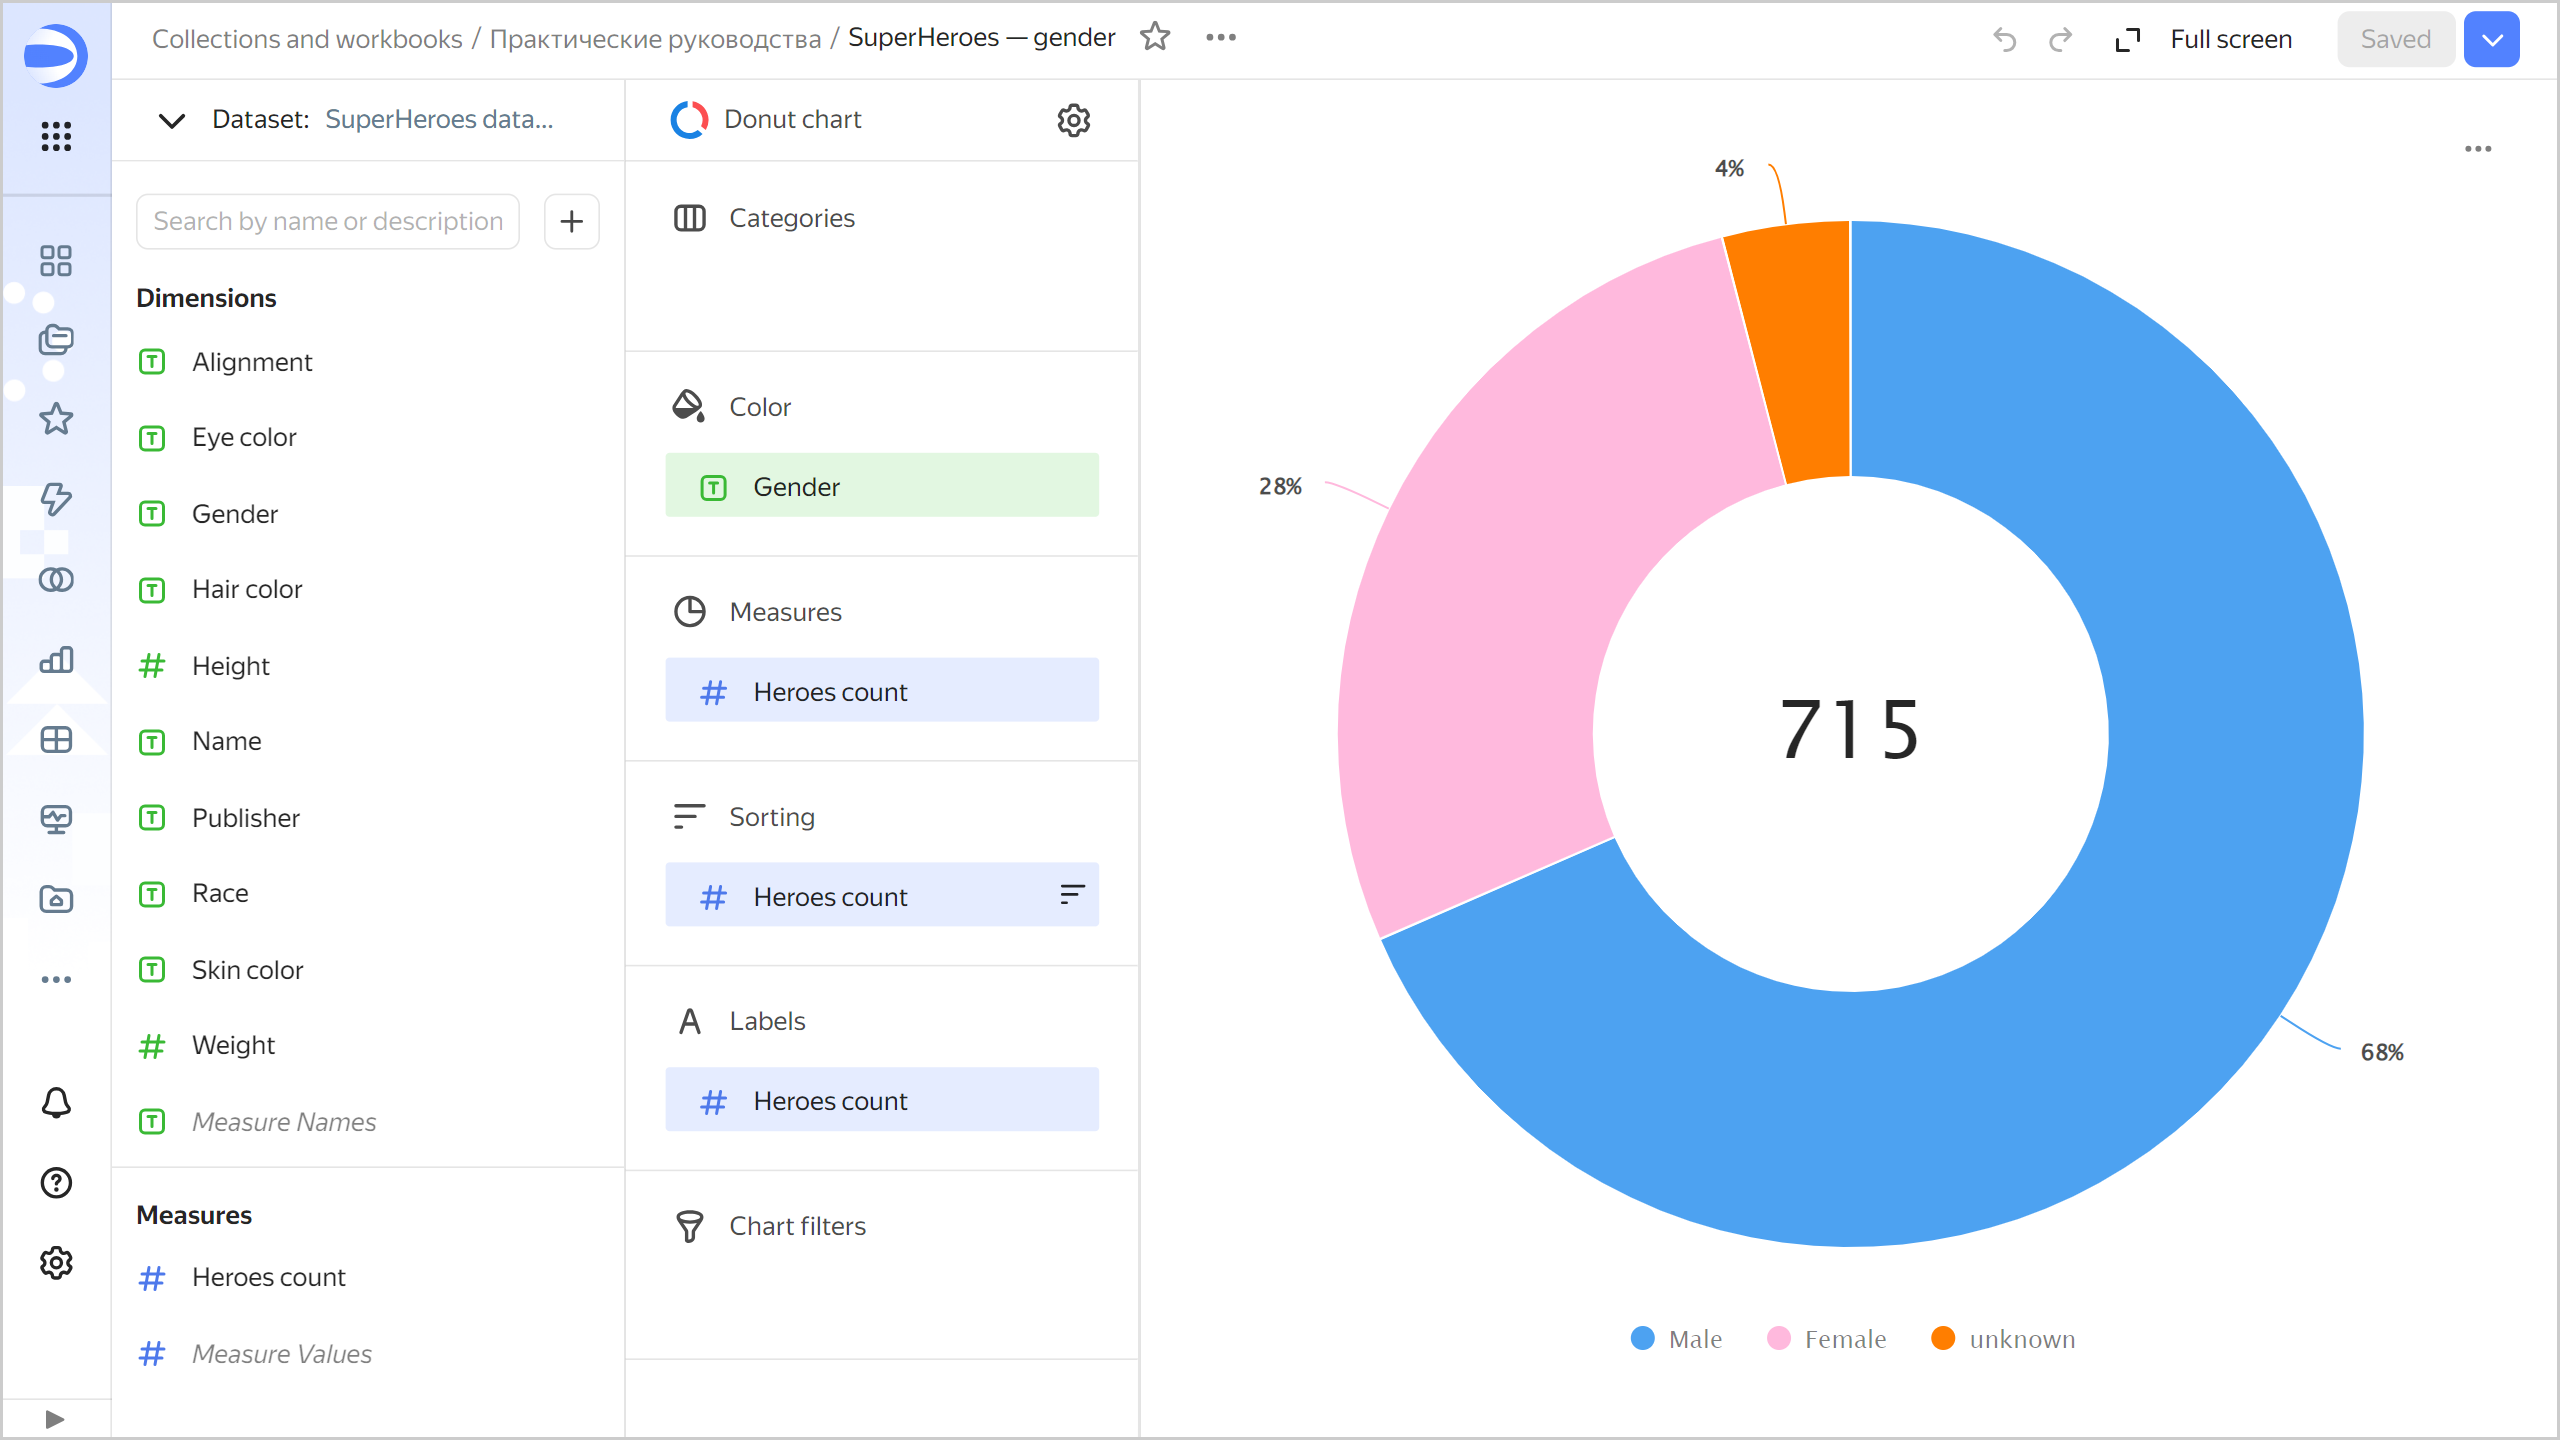 Collections and workbooks / Практические руководства / SuperHeroes — gender
Full screen
Saved
Dataset: SuperHeroes data...
Search by name or description
Dimensions
Alignment
Eye color
Gender
Hair color
Height
Name
Publisher
Race
Skin color
Weight
Measure Names
Measures
Heroes count
Measure Values
Donut chart
Categories
Color
Gender
Measures
Heroes count
Sorting
Heroes count
Labels
Heroes count
Chart filters
4%
28%
715
68%
Male Female unknown